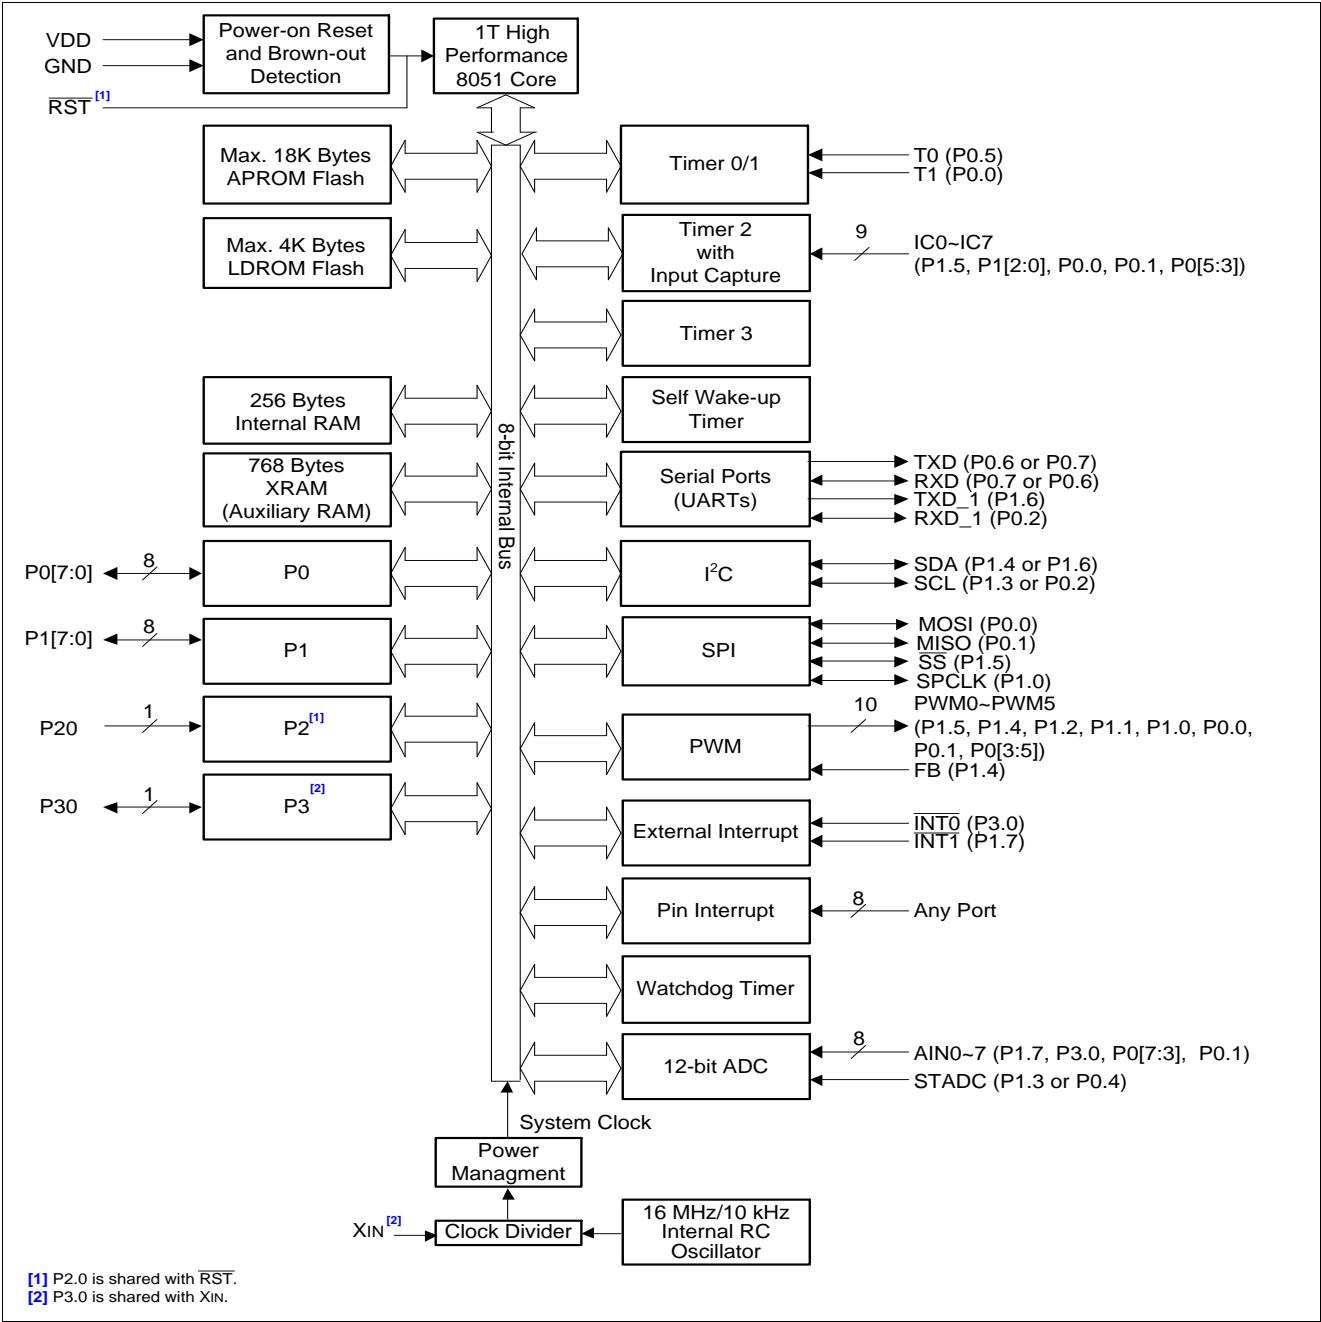 VDD
GND
RST [1]
Power-on Reset
and Brown-out
Detection
1T High
Performance
8051 Core
Max. 18K Bytes
APROM Flash
Max. 4K Bytes
LDROM Flash
256 Bytes
Internal RAM
768 Bytes
XRAM
(Auxiliary RAM)
P0[7:0]
8
P0
P1[7:0]
8
P1
P20
1
P2[1]
P30
1
P3[2]
8-bit Internal Bus
Timer 0/1
T0 (P0.5)
T1 (P0.0)
Timer 2
with
Input Capture
9
IC0~IC7
(P1.5, P1[2:0], P0.0, P0.1, P0[5:3])
Timer 3
Self Wake-up
Timer
Serial Ports
(UARTs)
TXD (P0.6 or P0.7)
RXD (P0.7 or P0.6)
TXD_1 (P1.6)
RXD_1 (P0.2)
I2C
SDA (P1.4 or P1.6)
SCL (P1.3 or P0.2)
SPI
MOSI (P0.0)
MISO (P0.1)
SS (P1.5)
SPCLK (P1.0)
PWM
10
PWM0~PWM5
(P1.5, P1.4, P1.2, P1.1, P1.0, P0.0,
P0.1, P0[3:5])
FB (P1.4)
External Interrupt
INT0 (P3.0)
INT1 (P1.7)
Pin Interrupt
8
Any Port
Watchdog Timer
12-bit ADC
8
AIN0~7 (P1.7, P3.0, P0[7:3], P0.1)
STADC (P1.3 or P0.4)
System Clock
Power
Managment
XIN [2]
Clock Divider
16 MHz/10 kHz
Internal RC
Oscillator
[1] P2.0 is shared with RST.
[2] P3.0 is shared with XIN.